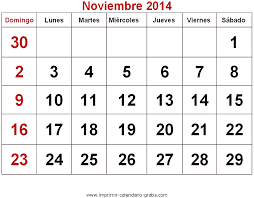 Noviembre 2014
Domingo Lunes Martes Miércoles Jueves Viernes Sábado
30 1
2 3 4 5 6 7 8
9 10 11 12 13 14 15
16 17 18 19 20 21 22
23 24 25 26 27 28 29
www.imprimir-calendario-gratis.com